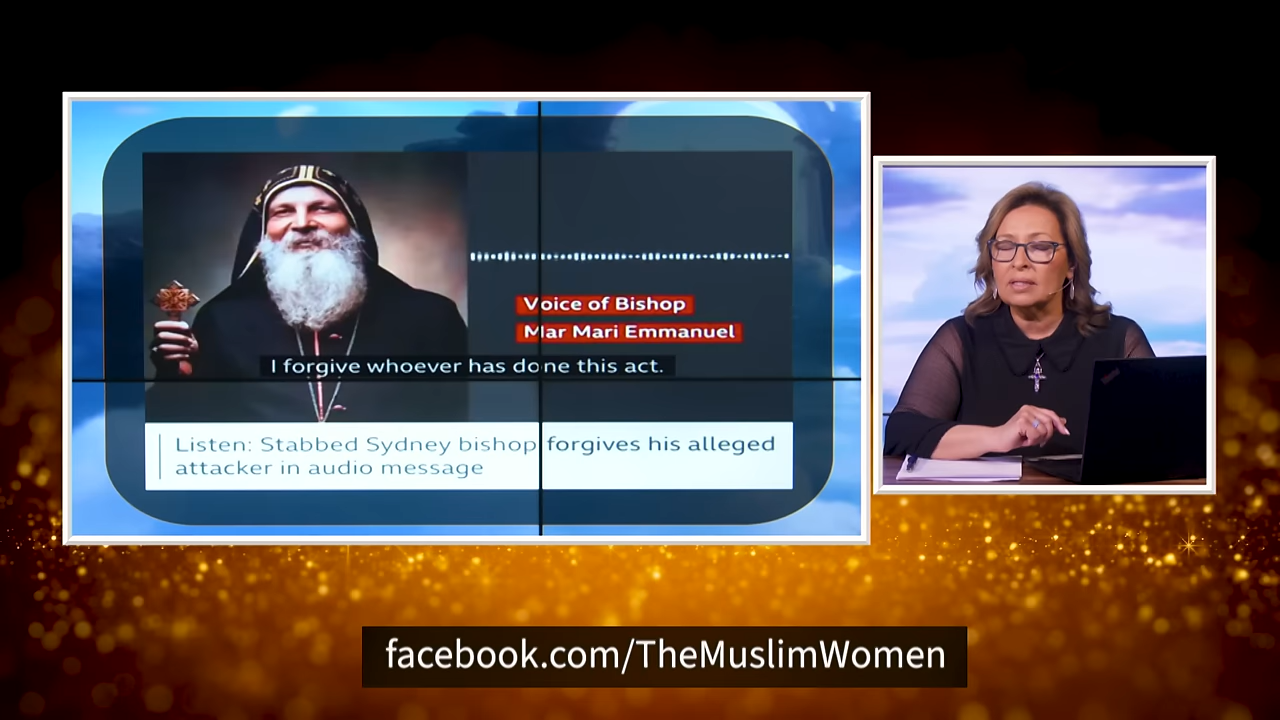 Voice of Bishop
Mar Mari Emmanuel
I forgive whoever has done this act.
Listen: Stabbed Sydney bishop forgives his alleged
attacker in audio message
facebook.com/TheMuslimWomen